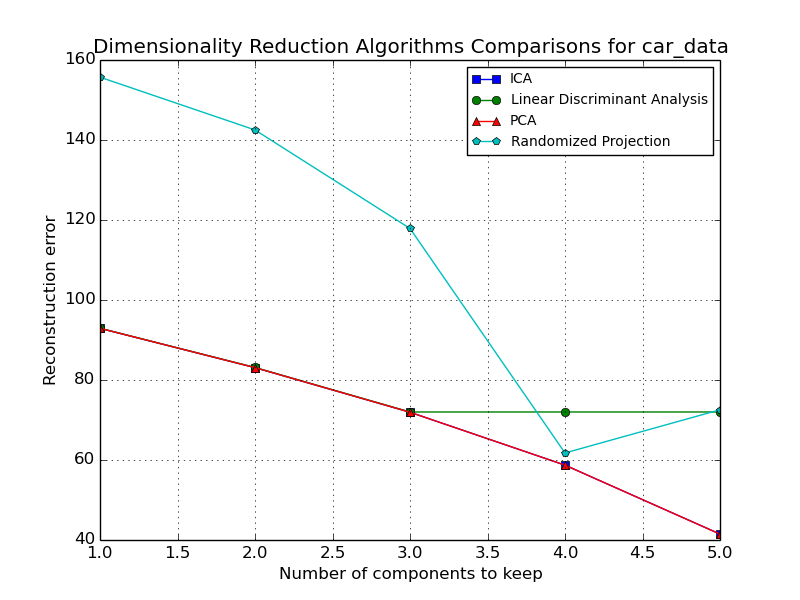 Dimensionality Reduction Algorithms Comparisons for car_data
160
140
120
100
80
60
40
Reconstruction error
ICA
Linear Discriminant Analysis
PCA
Randomized Projection
1.0 1.5 2.0 2.5 3.0 3.5 4.0 4.5 5.0
Number of components to keep